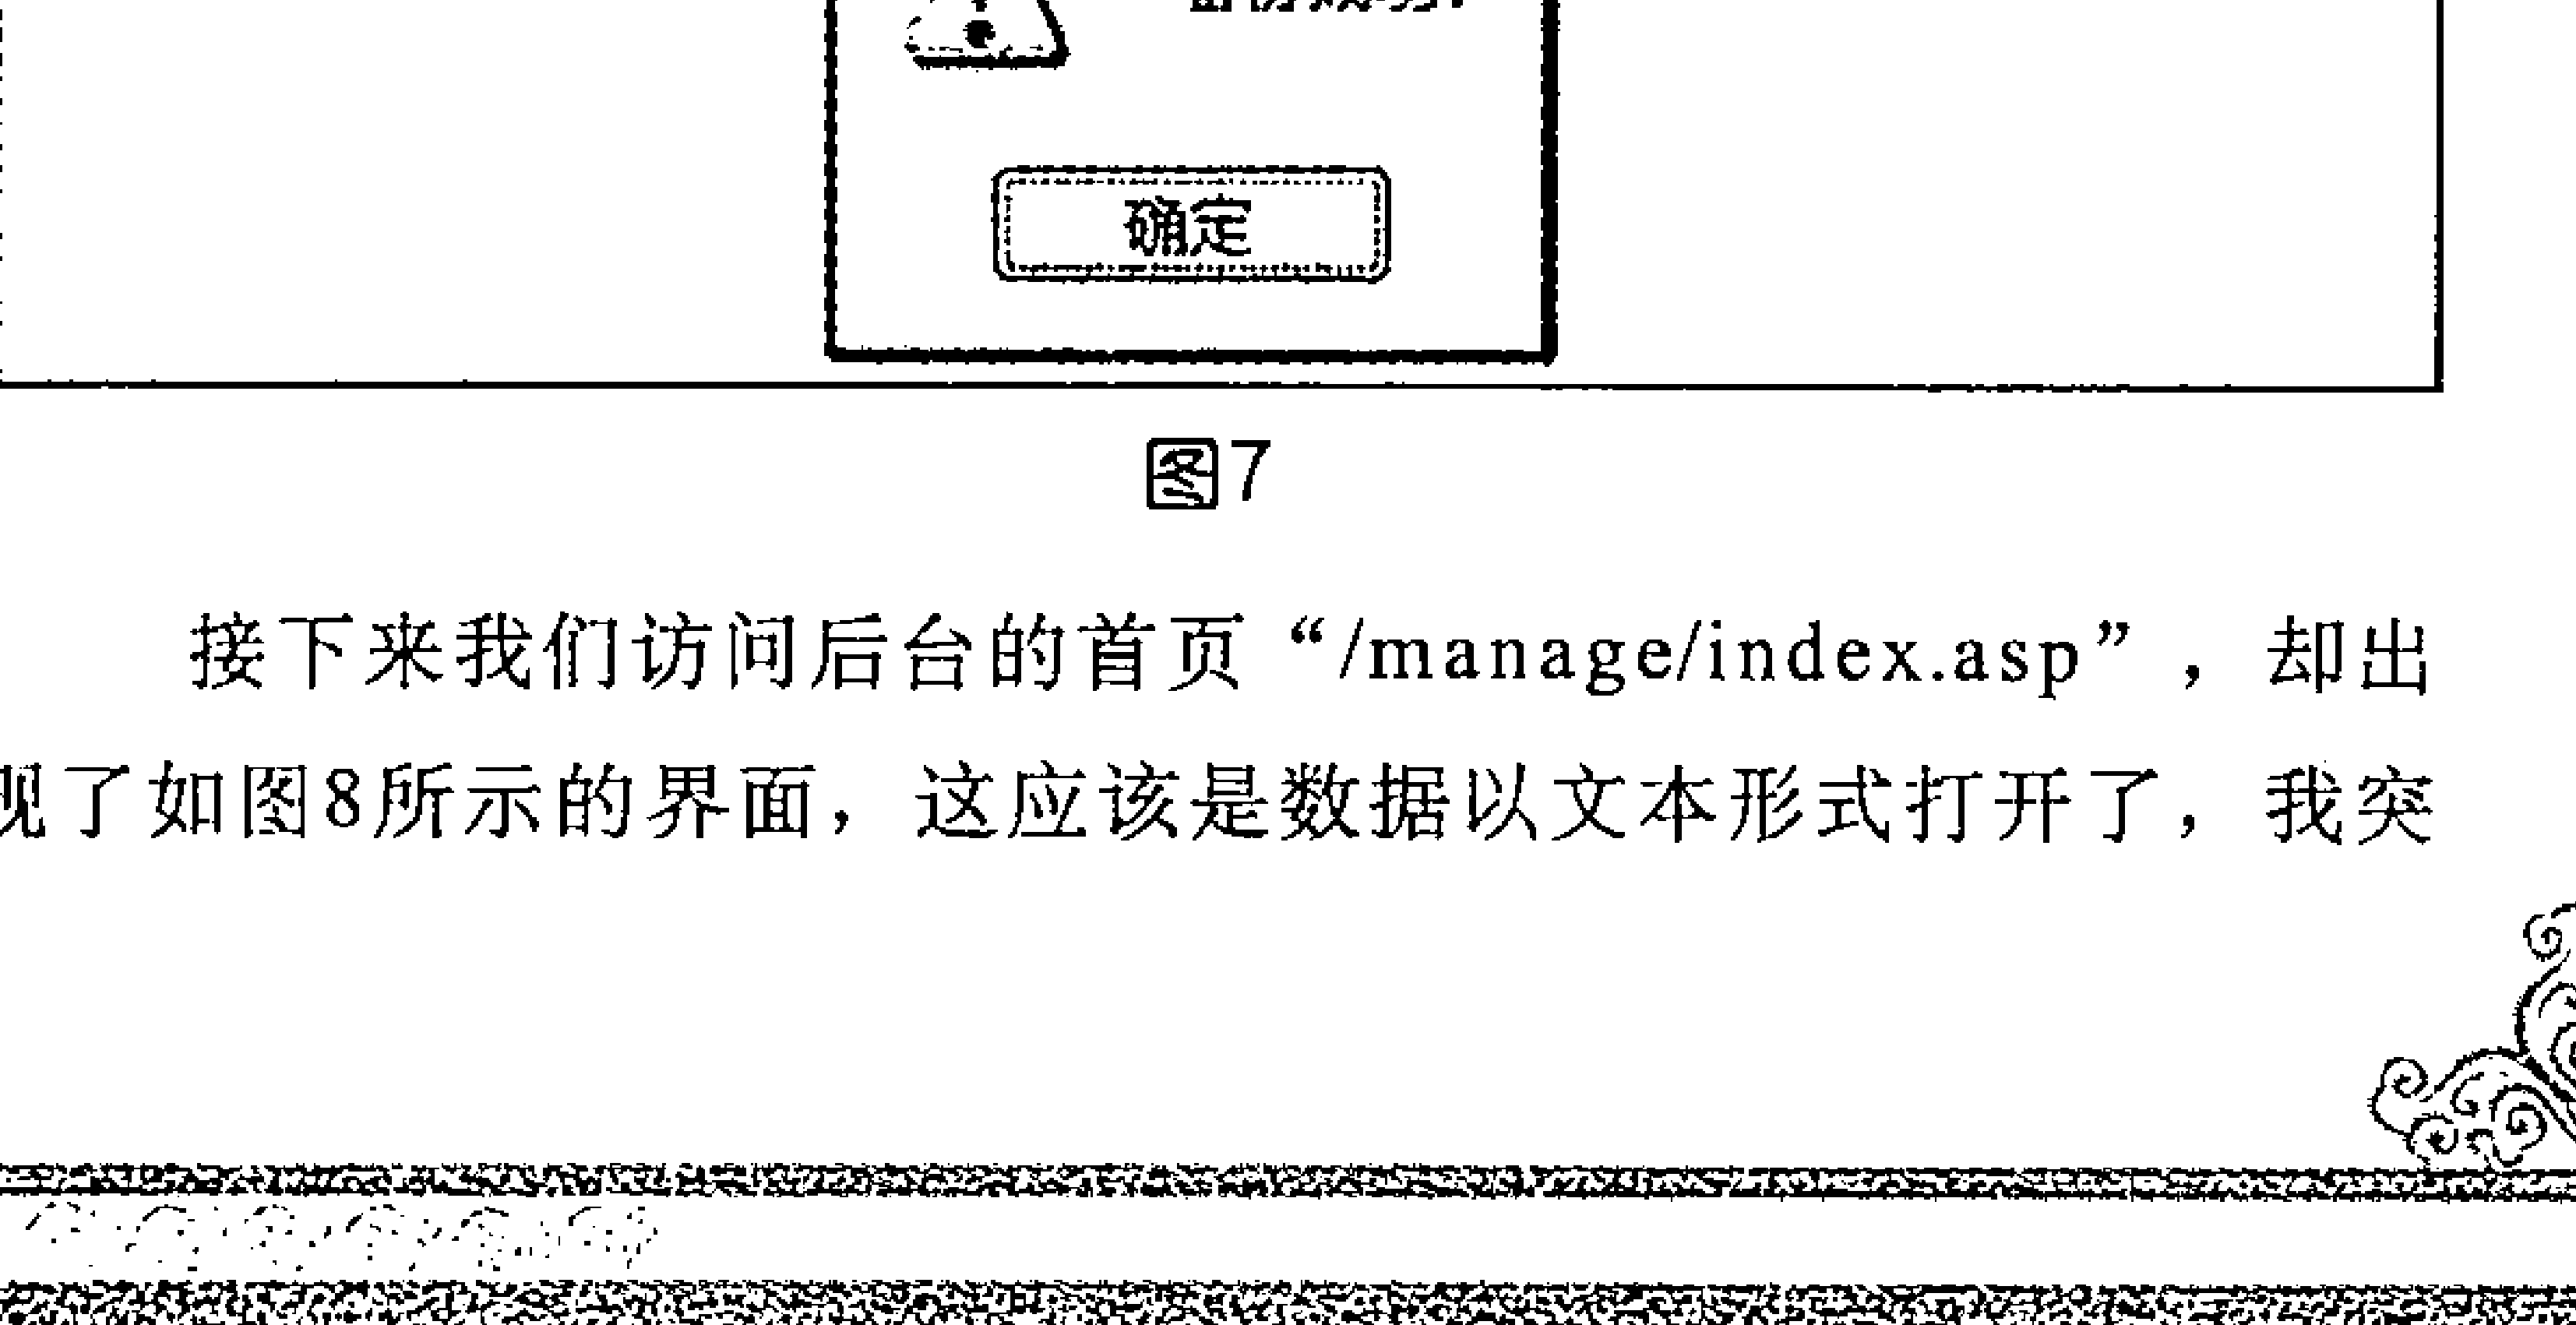 确定
图7
接下来我们访问后台的首页“/manage/index.asp”，却出
现了如图8所示的界面，这应该是数据以文本形式打开了，我突